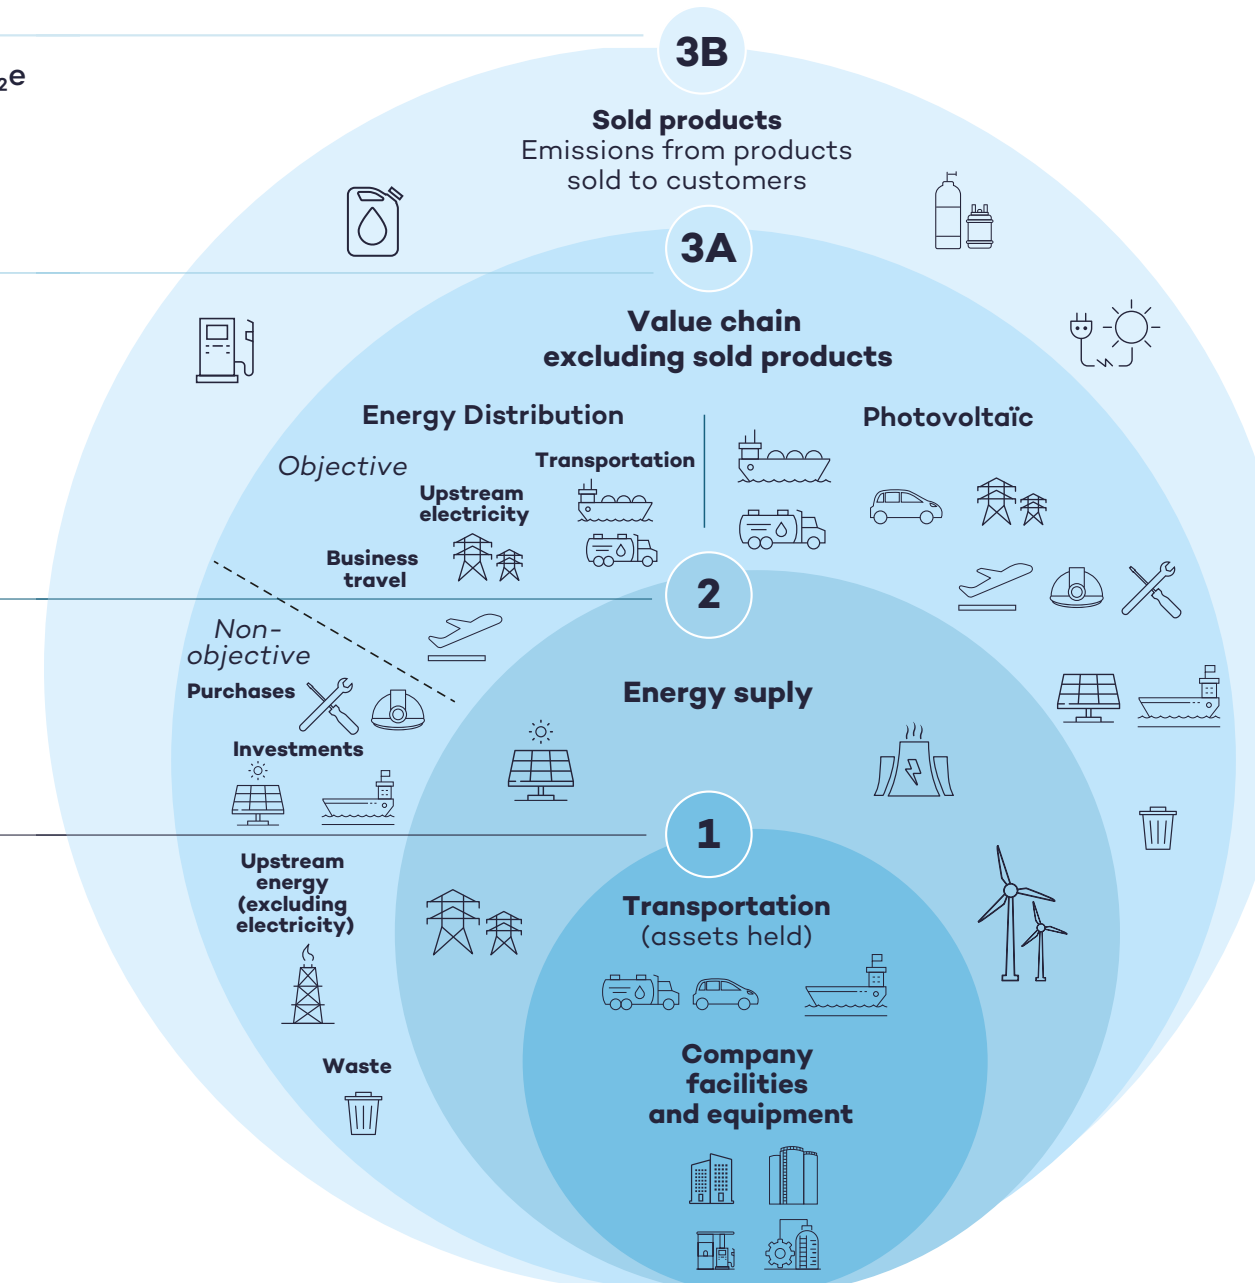 3B
₂e
Sold products
Emissions from products
sold to customers
3A
Value chain
excluding sold products
Energy Distribution
Photovoltaïc
Objective
Transportation
Upstream
electricity
Business
travel
2
Non-
objective
Purchases
Energy suply
Investments
1
Upstream
energy
(excluding
electricity)
Transportation
(assets held)
Company
facilities
and equipment
Waste